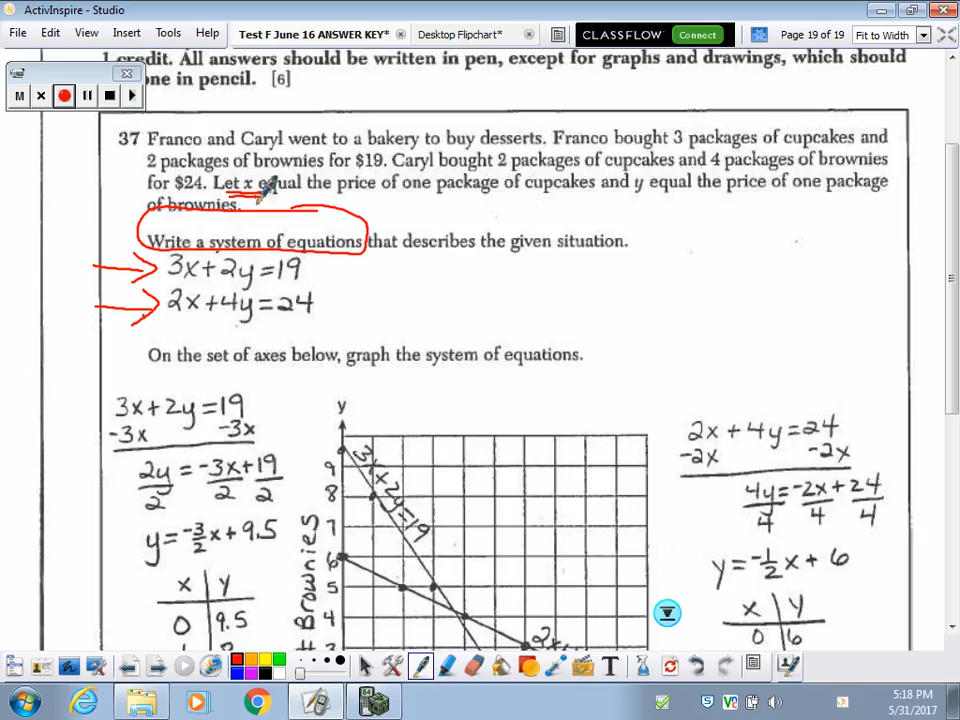 ActivInspire - Studio
File Edit View Insert Tools Help
Test F June 16 ANSWER KEY*
Desktop Flipchart*
CLASSFLOW Connect
Page 19 of 19
Fit to Width
1 credit. All answers should be written in pen, except for graphs and drawings, which should
one in pencil. [6]
M
37 Franco and Caryl went to a bakery to buy desserts. Franco bought 3 packages of cupcakes and
2 packages of brownies for $19. Caryl bought 2 packages of cupcakes and 4 packages of brownies
for $24. Let x equal the price of one package of cupcakes and y equal the price of one package
of brownies.
Write a system of equations that describes the given situation.
3x+2y=19
2x+4y=24
On the set of axes below, graph the system of equations.
3x+2y=19
-3x -3x
2y = -3x+19
2 2 2
y=-3/2x+9.5
x y
0 9.5
y
9
8
7
6
5
4
3x+2y=19
Brownies
2x
2x+4y=24
-2x -2x
4y=-2x+24
4 4 4
y=-1/2x+6
x y
0 6
T
5:18 PM
5/31/2017